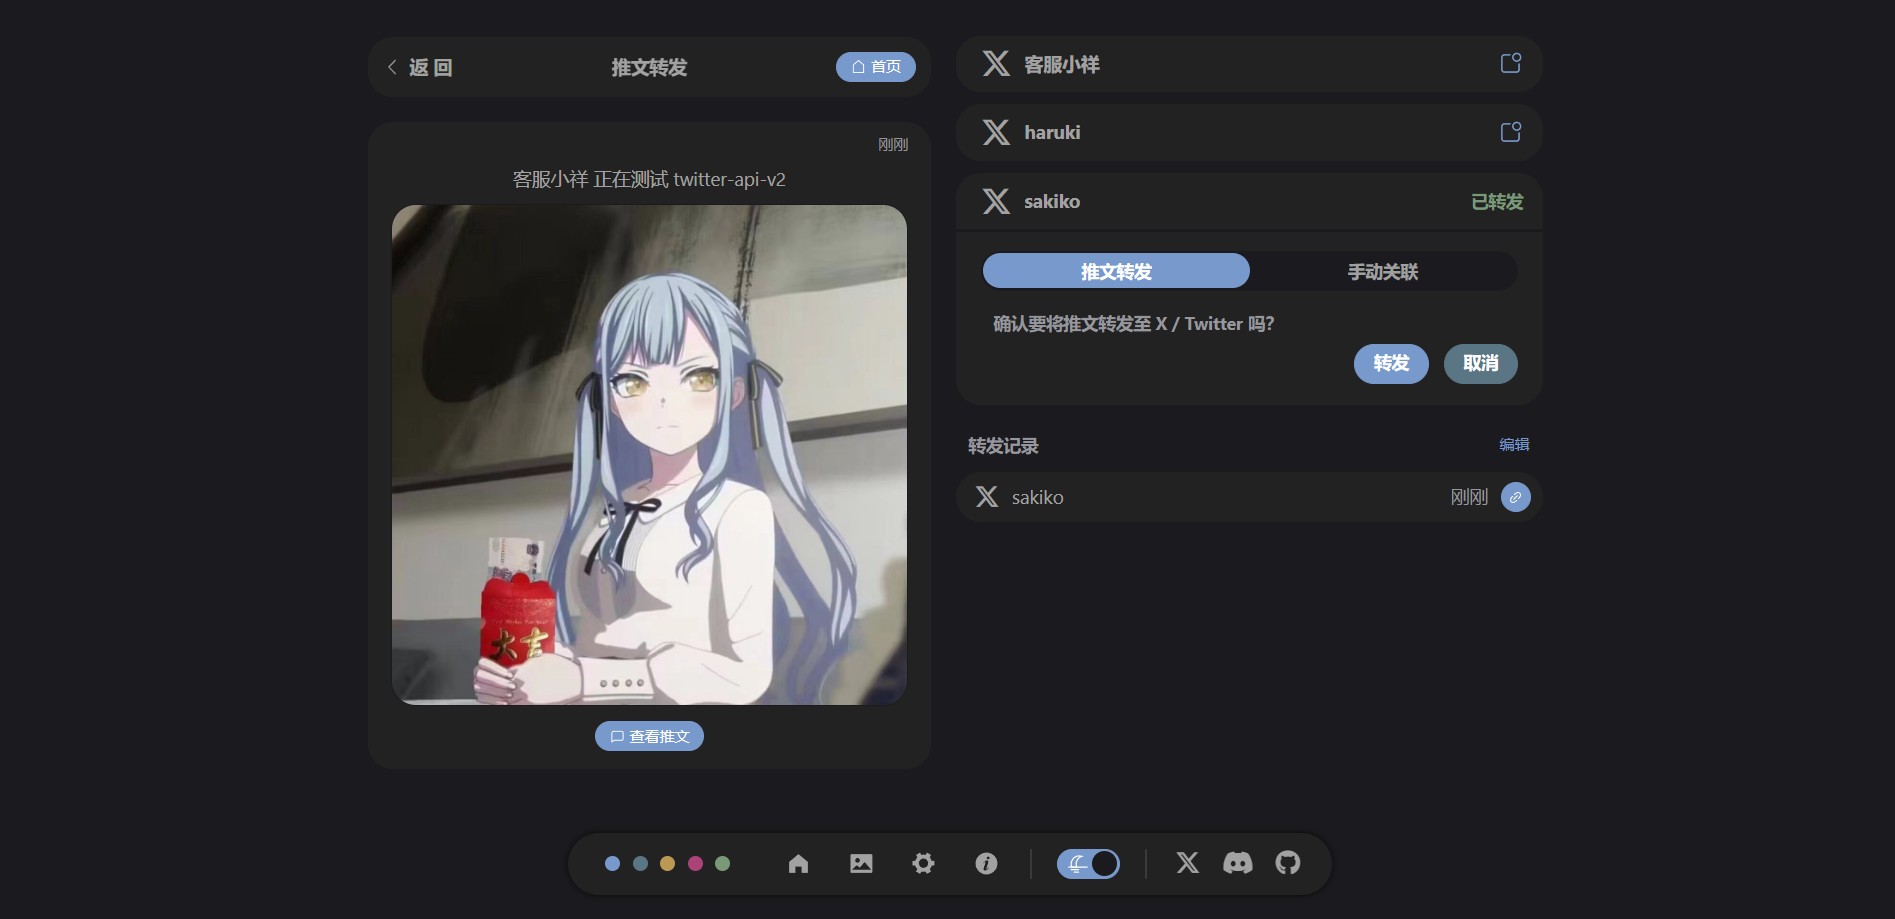 返 回
推文转发
首页
刚刚
客服小祥 正在测试 twitter-api-v2
大吉
查看推文
客服小祥
haruki
sakiko
已转发
推文转发
手动关联
确认要将推文转发至 X / Twitter 吗?
转发
取消
转发记录
编辑
sakiko
刚刚